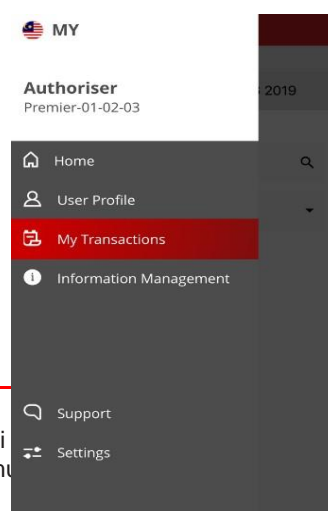 MY
Authoriser
Premier-01-02-03
2019
Home
User Profile
My Transactions
Information Management
Support
Settings